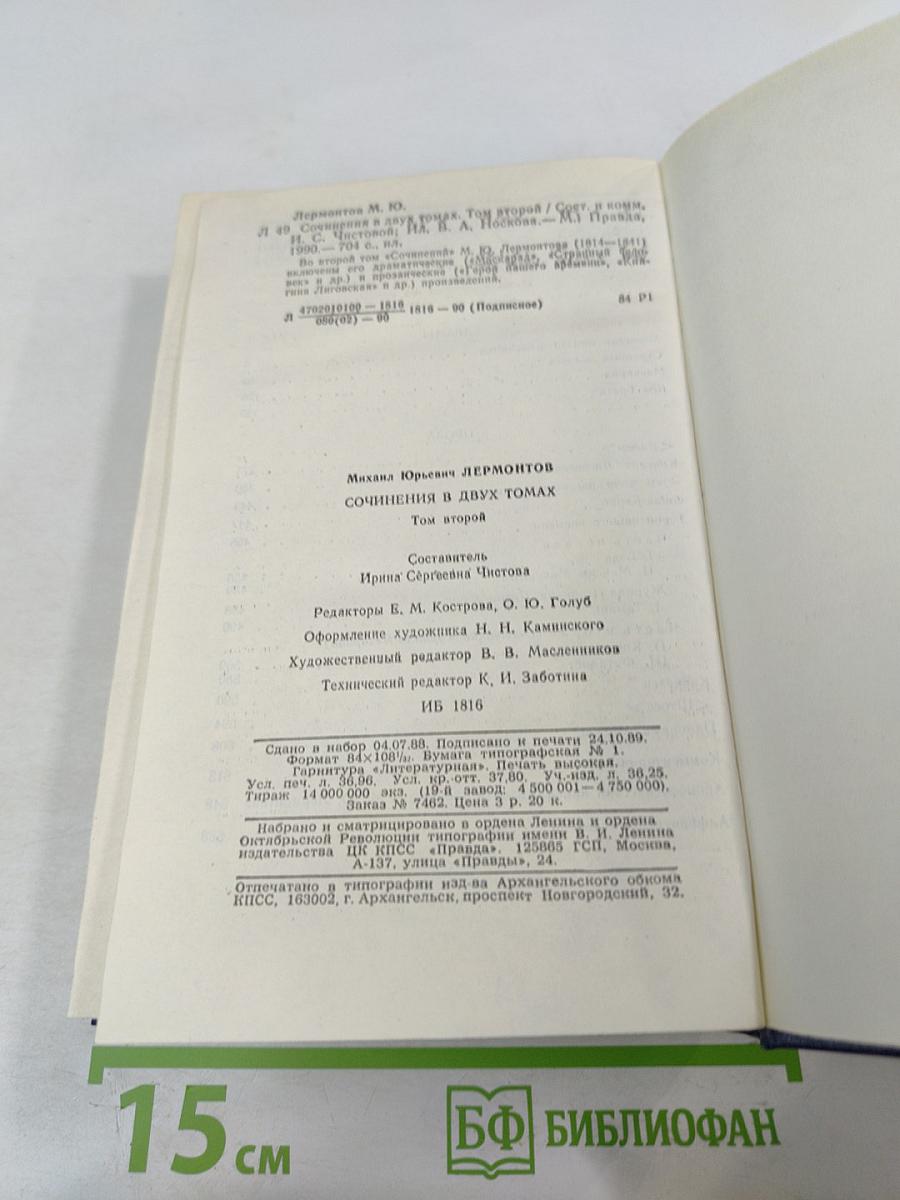 Лермонтов М. Ю.
Л 49 Сочинения в двух томах. Том второй / Сост. и комм.
И. С. Чистовой; Ил. В. А. Носкова.— М.: Правда,
1990.— 704 с., ил.
Во второй том «Сочинений» М. Ю. Лермонтова (1814—1841)
включены его драматические («Маскарад», «Странный чело-
век» и др.) и прозаические («Герой нашего времени», «Кня-
гиня Лиговская» и др.) произведения.
Л 4702010100 — 1816
080(02) — 90 1816 — 90 (Подписное) 84 Р1
Михаил Юрьевич ЛЕРМОНТОВ
СОЧИНЕНИЯ В ДВУХ ТОМАХ
Том второй
Составитель
Ирина Сергеевна Чистова
Редакторы Е. М. Кострова, О. Ю. Голуб
Оформление художника Н. Н. Каминского
Художественный редактор В. В. Масленников
Технический редактор К. И. Заботина
ИБ 1816
Сдано в набор 04.07.88. Подписано к печати 24.10.89.
Формат 84×108 1/32. Бумага типографская № 1.
Гарнитура «Литературная». Печать высокая.
Усл. печ. л. 36,96. Усл. кр.-отт. 37,80. Уч.-изд. л. 36,25.
Тираж 14 000 000 экз. (19-й завод: 4 500 001—4 750 000).
Заказ № 7462. Цена 3 р. 20 к.
Набрано и сматрицировано в ордена Ленина и ордена
Октябрьской Революции типографии имени В. И. Ленина
издательства ЦК КПСС «Правда». 125865 ГСП, Москва,
А-137, улица «Правды», 24.
Отпечатано в типографии изд-ва Архангельского обкома
КПСС, 163002, г. Архангельск, проспект Новгородский, 32.
15 см
БФ БИБЛИОФАН